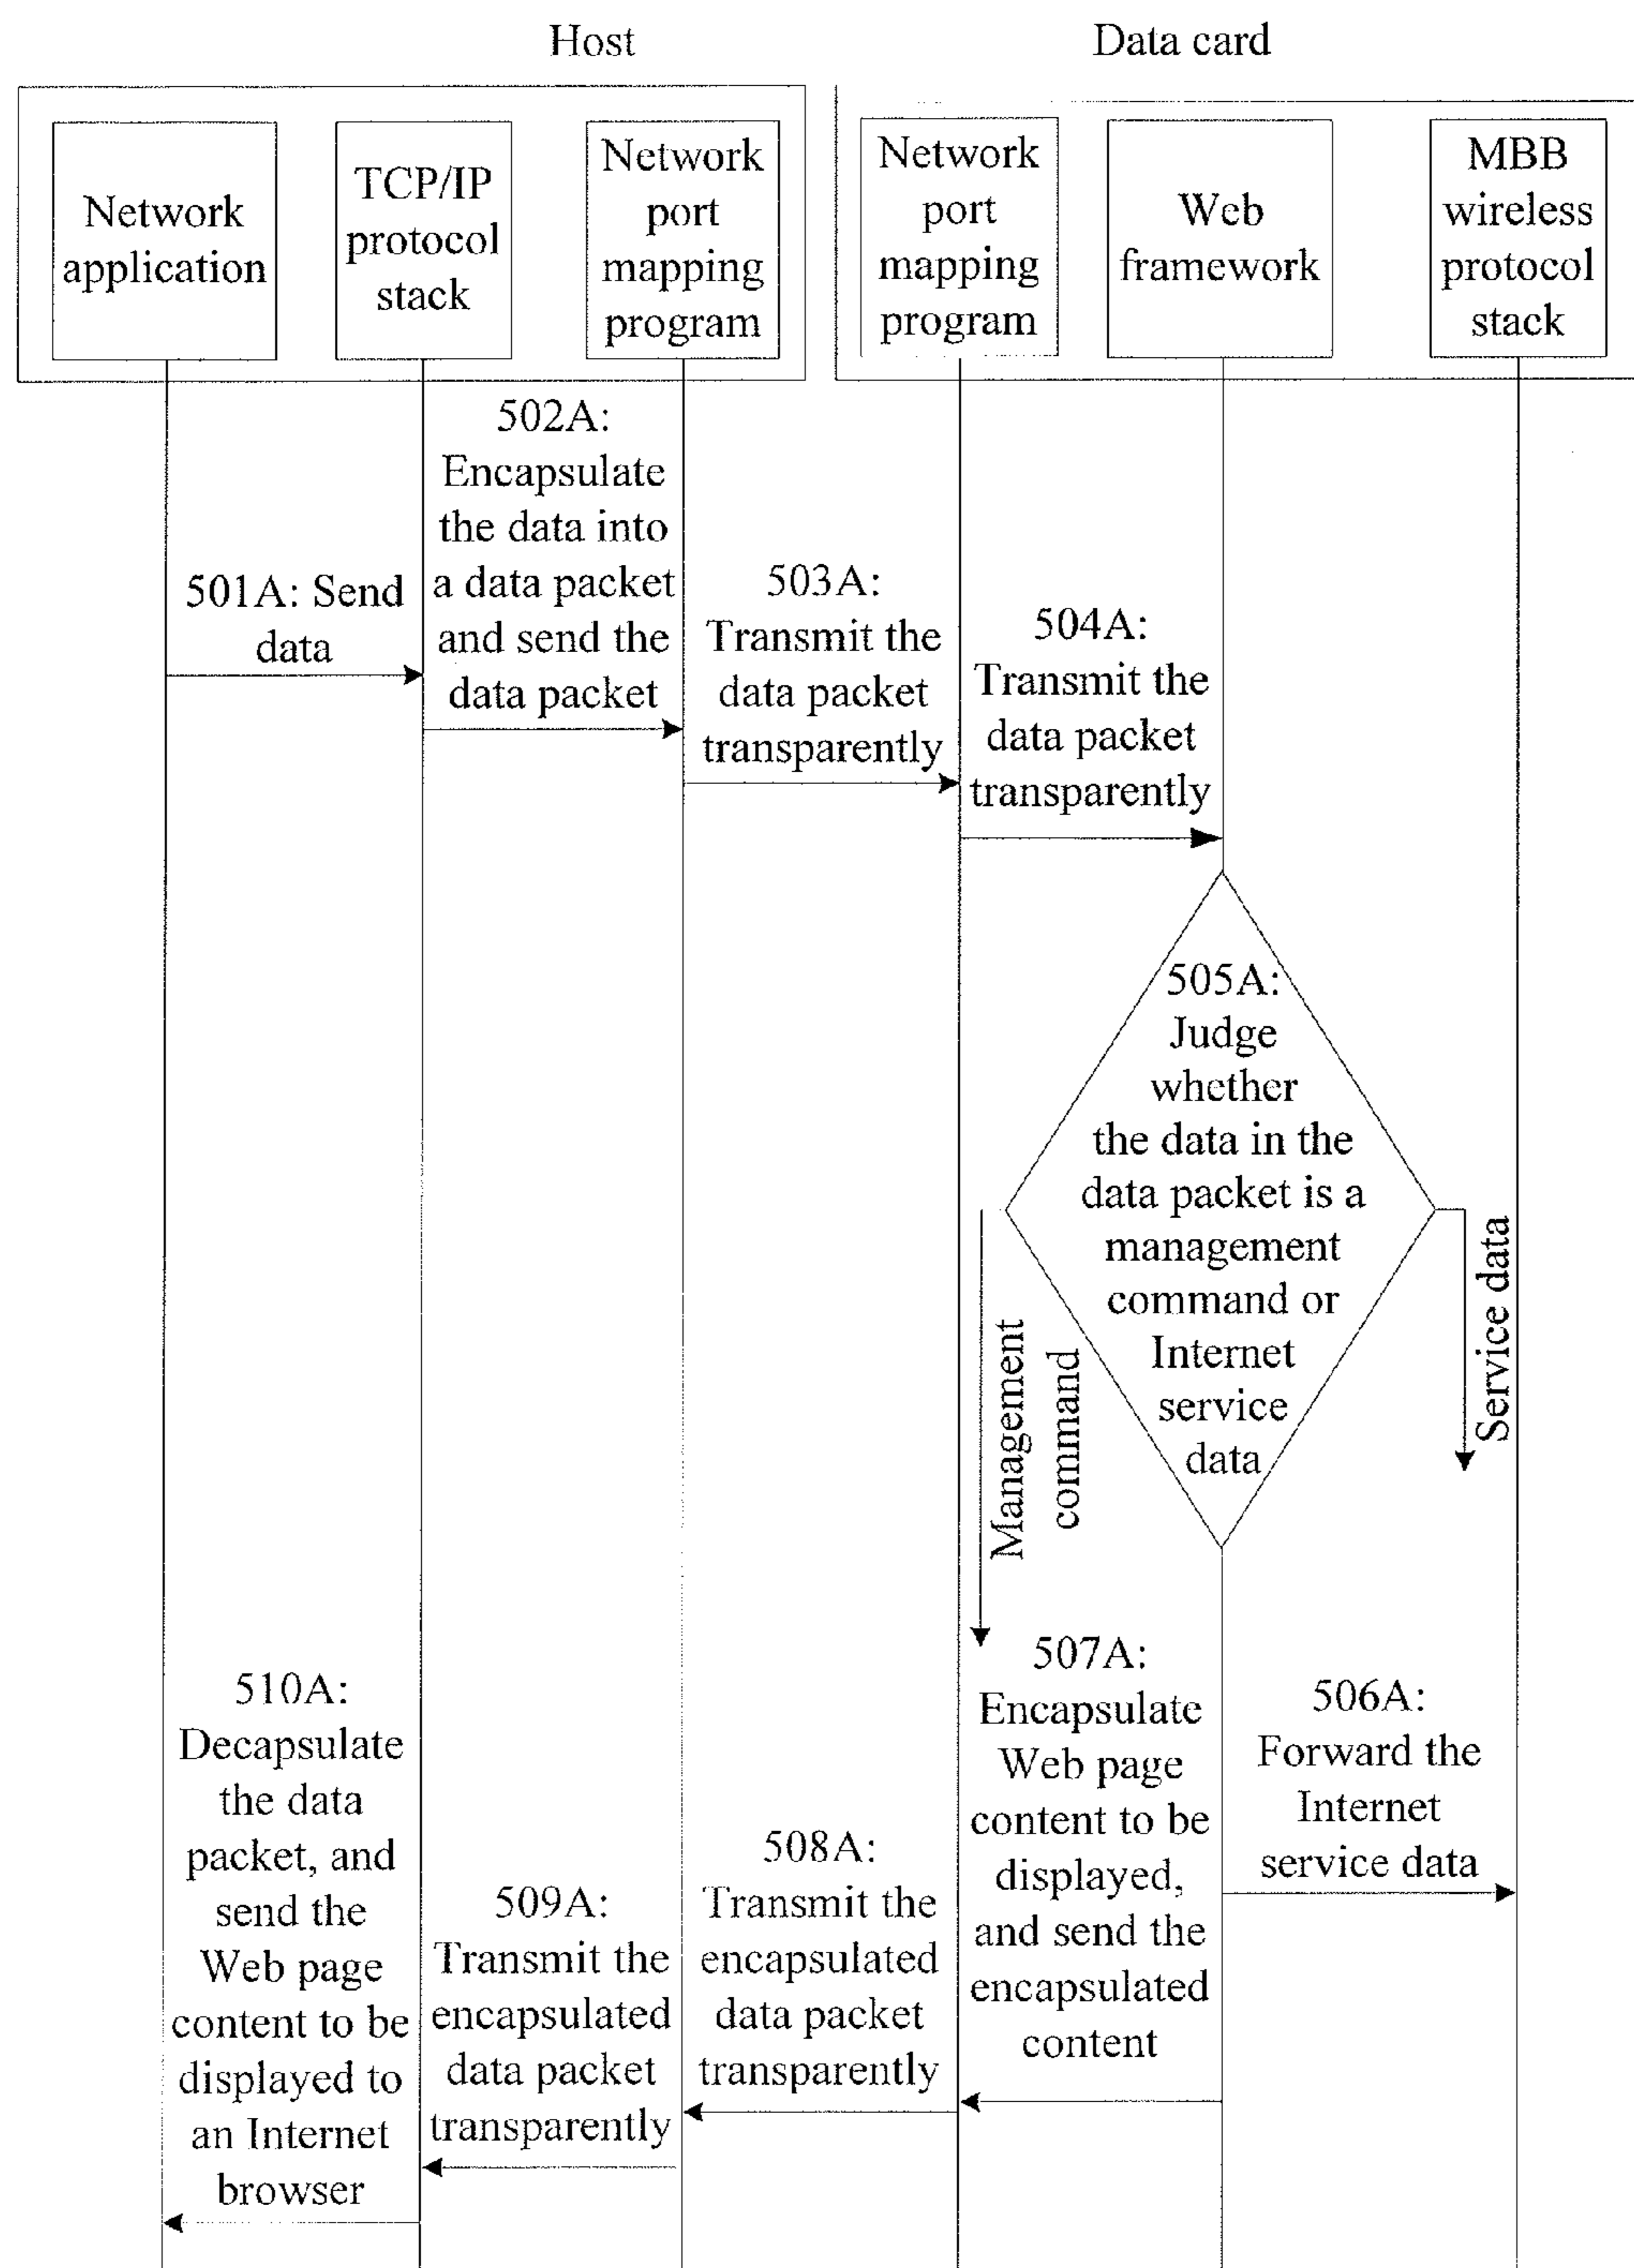 Host
Data card
Network
application
TCP/IP
protocol
stack
Network
port
mapping
program
Network
port
mapping
program
Web
framework
MBB
wireless
protocol
stack
501A: Send
data
502A:
Encapsulate
the data into
a data packet
and send the
data packet
503A:
Transmit the
data packet
transparently
504A:
Transmit the
data packet
transparently
505A:
Judge
whether
the data in the
data packet is a
management
command or
Internet
service
data
Management
command
Service data
506A:
Forward the
Internet
service data
507A:
Encapsulate
Web page
content to be
displayed,
and send the
encapsulated
content
508A:
Transmit the
encapsulated
data packet
transparently
509A:
Transmit the
encapsulated
data packet
transparently
510A:
Decapsulate
the data
packet, and
send the
Web page
content to be
displayed to
an Internet
browser